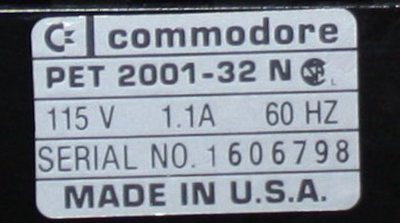 commodore
PET 2001-32 N
115 V 1.1A 60 HZ
SERIAL NO. 1606798
MADE IN U.S.A.